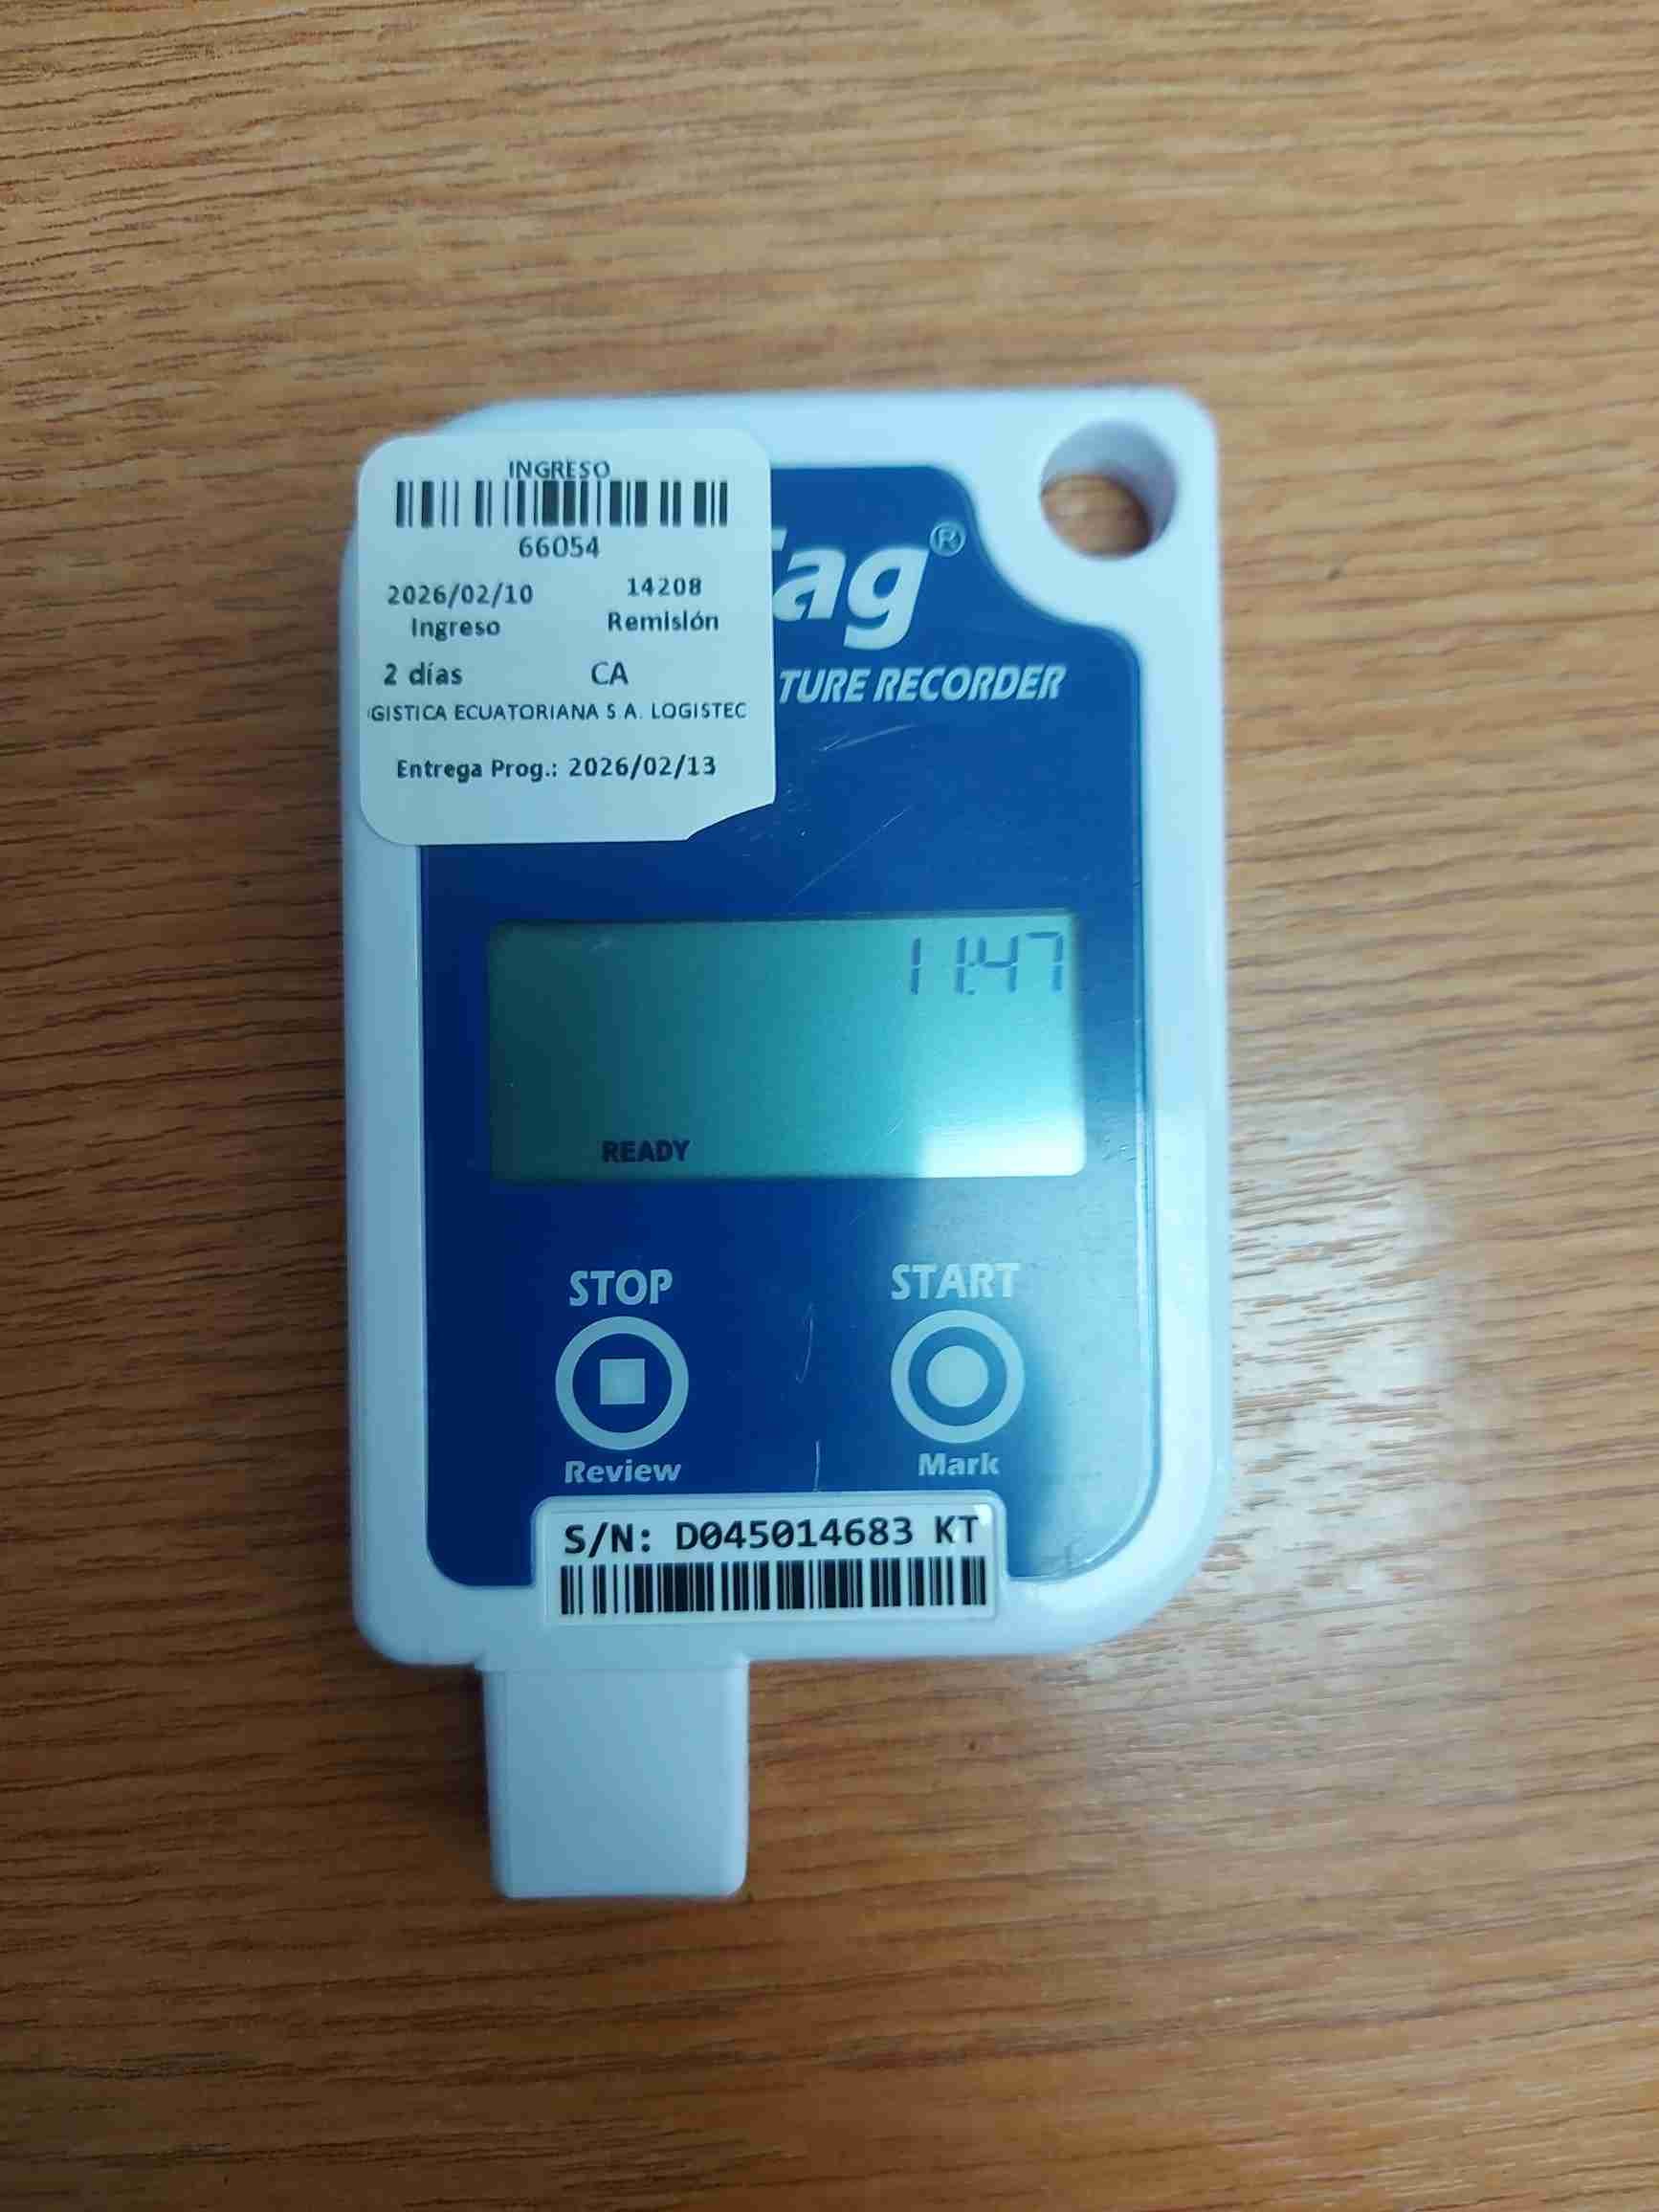 INGRESO
66054
2026/02/10 14208
Ingreso Remisión
2 días CA
GISTICA ECUATORIANA S.A. LOGISTEC
Entrega Prog.: 2026/02/13
Tag®
TURE RECORDER
11:47
READY
STOP START
Review Mark
S/N: D045014683 KT